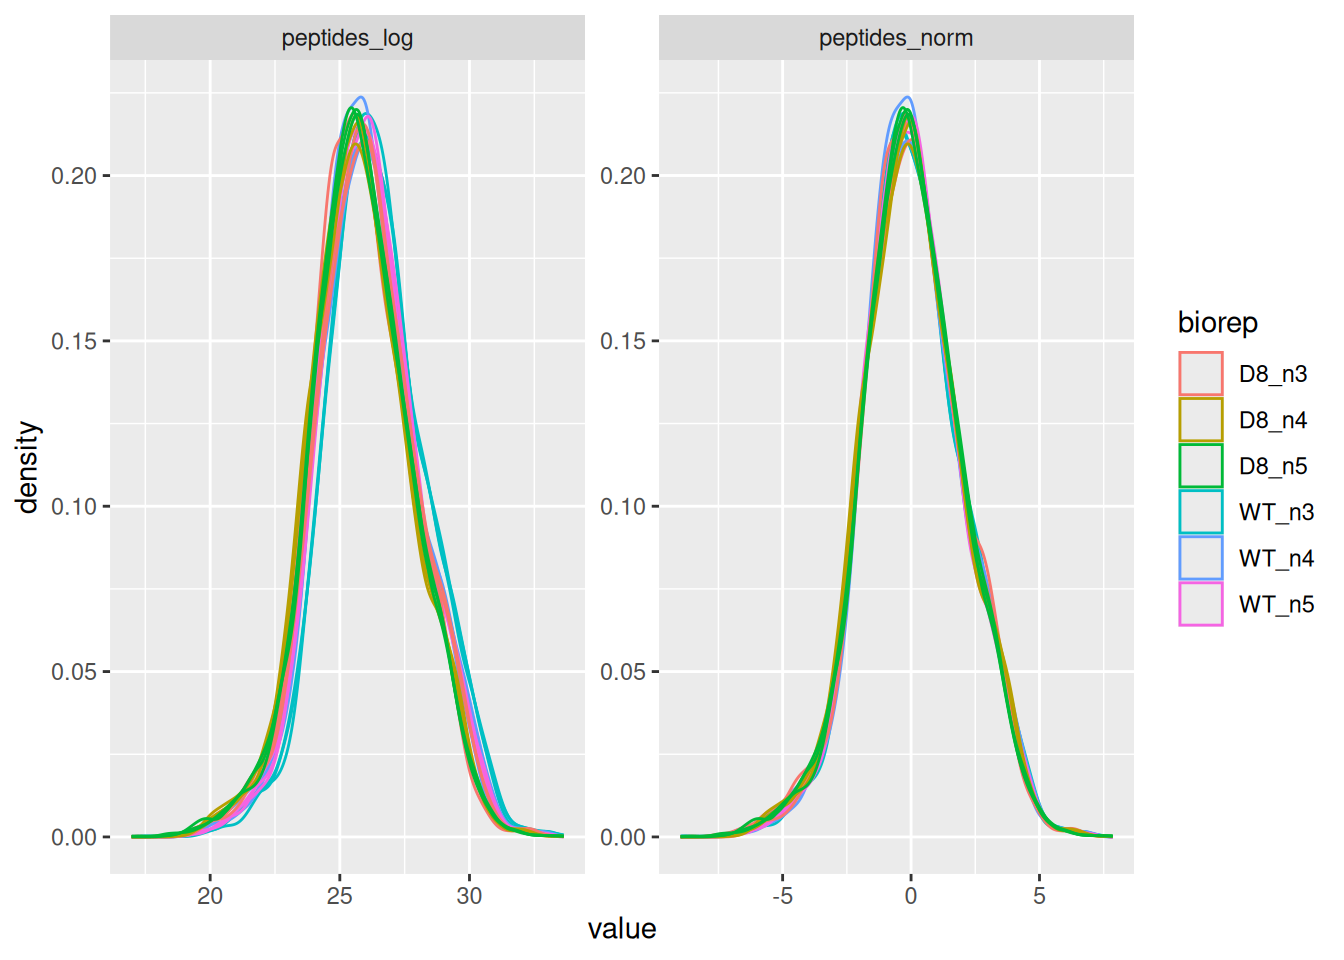 peptides_log
peptides_norm
density
0.20
0.15
0.10
0.05
0.00
20
25
30
0.20
0.15
0.10
0.05
0.00
-5
0
5
value
biorep
D8_n3
D8_n4
D8_n5
WT_n3
WT_n4
WT_n5